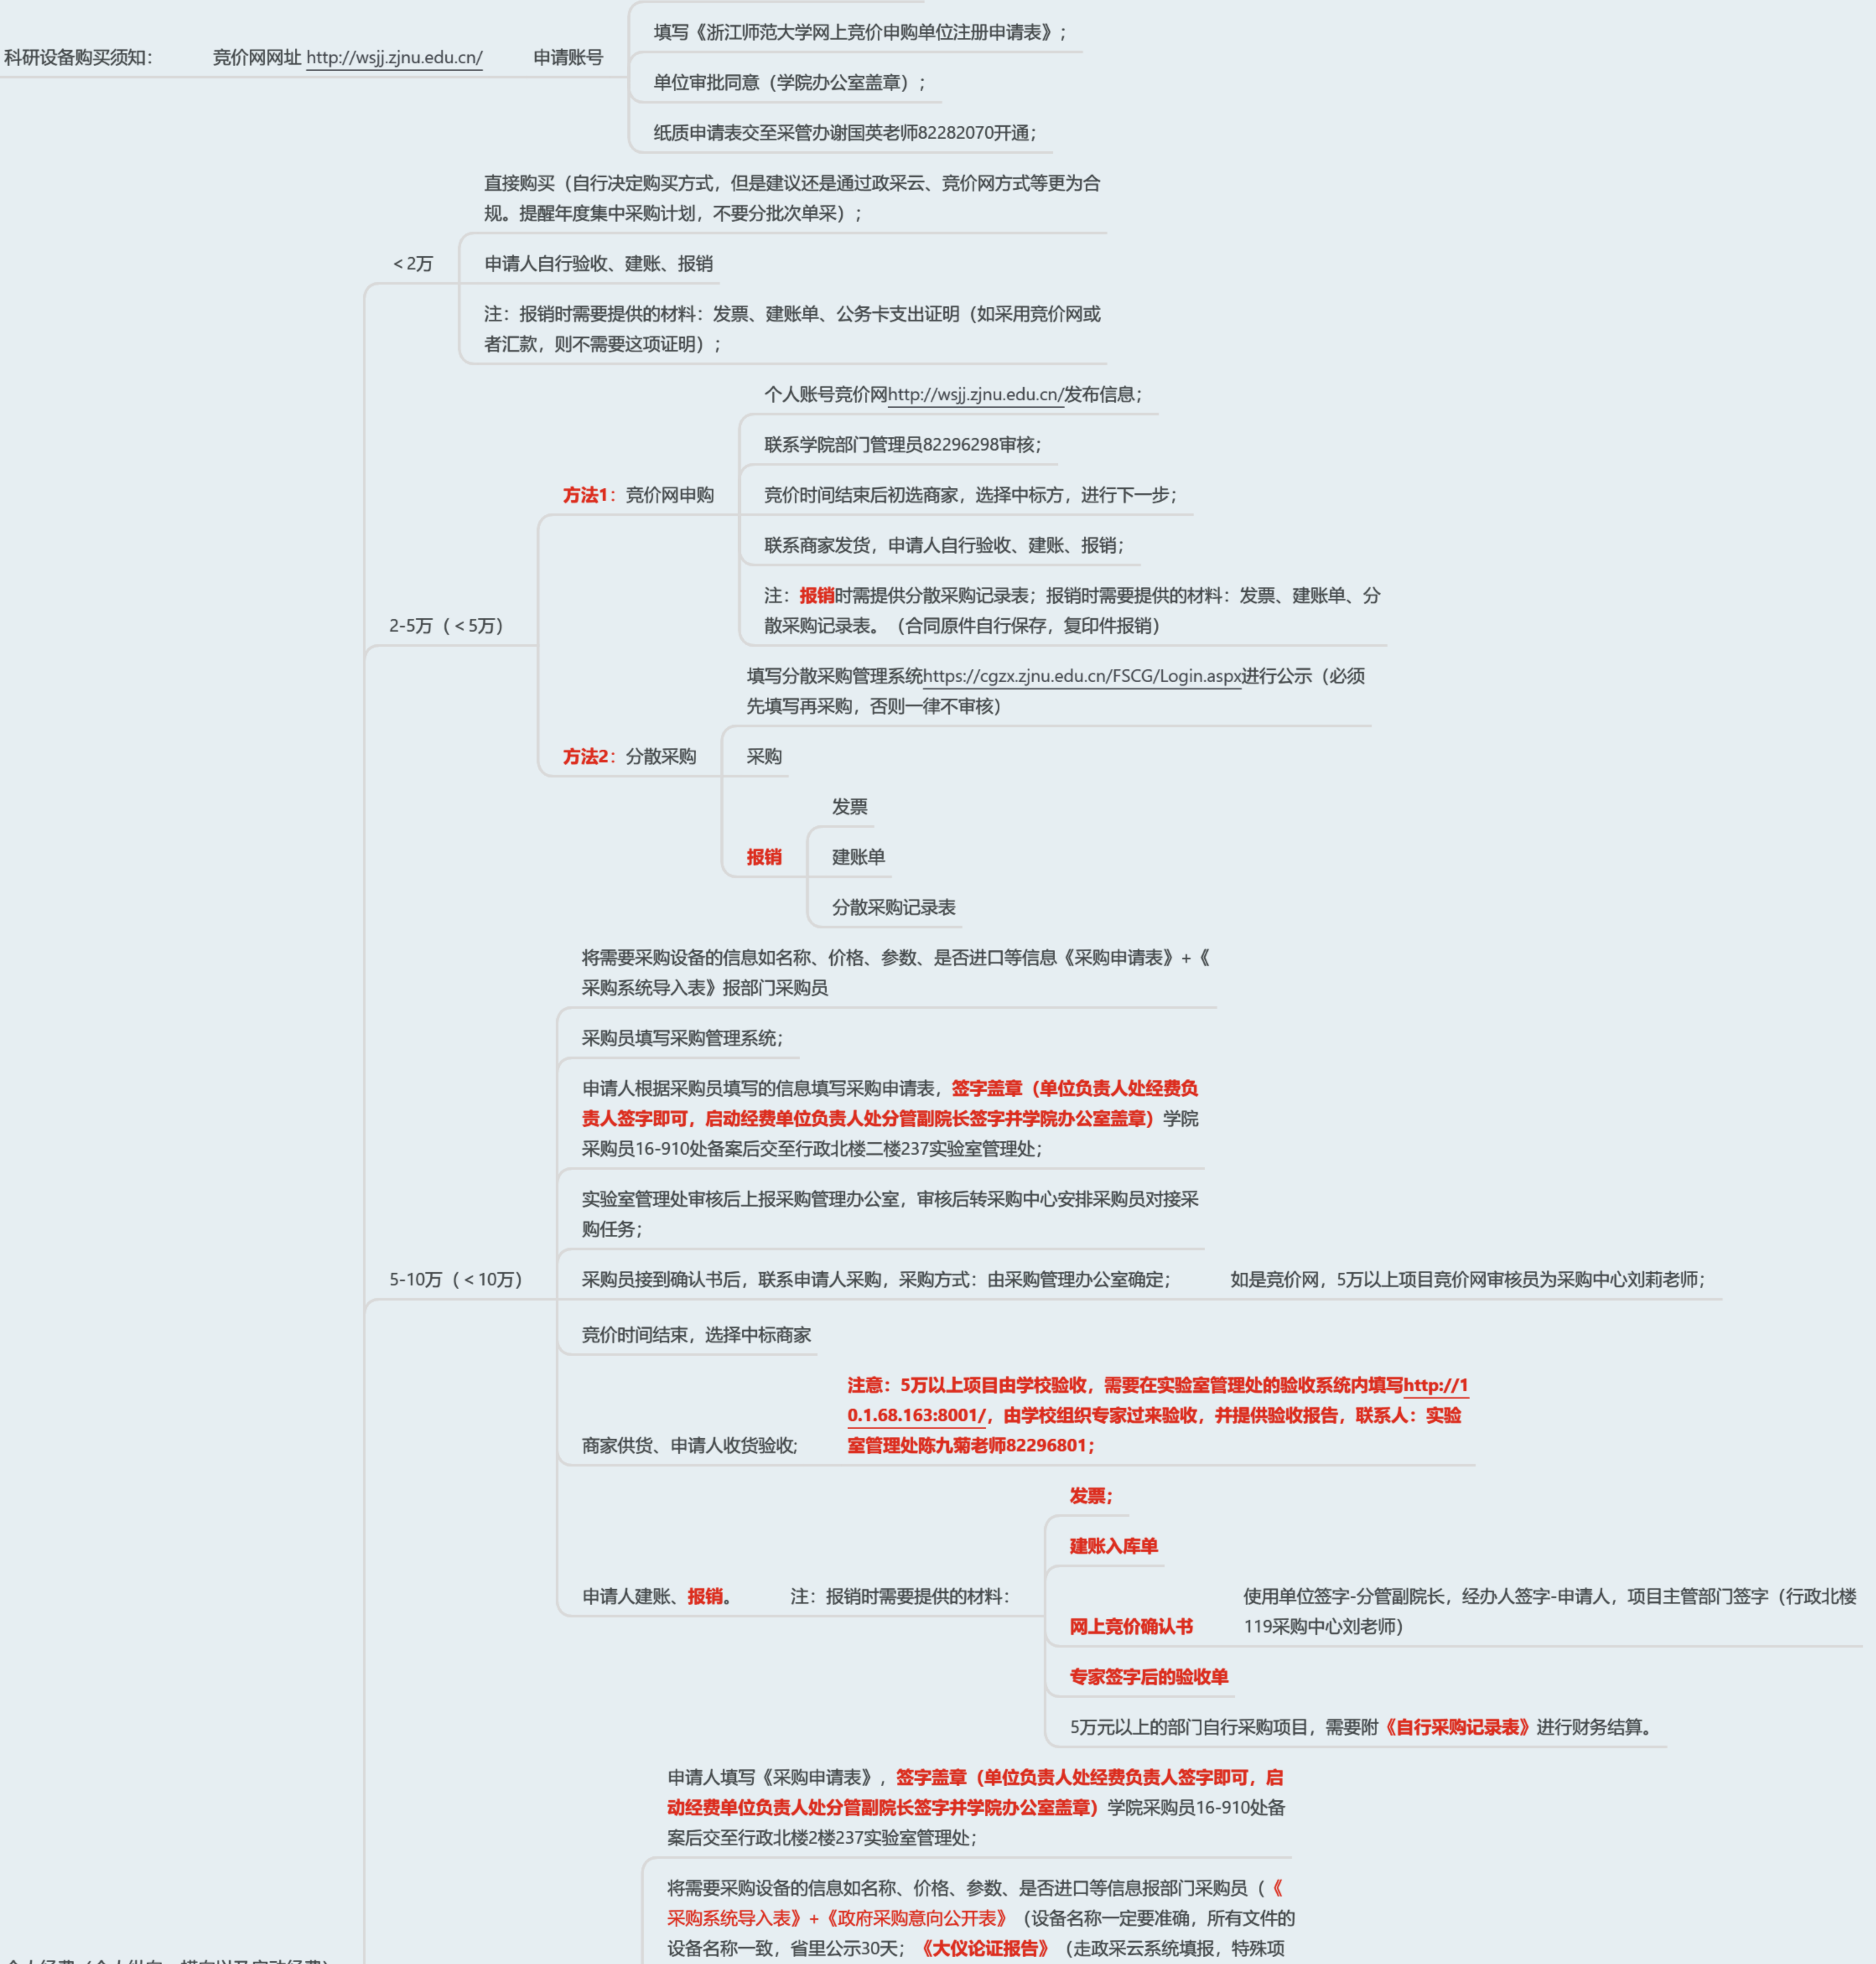 科研设备购买须知：
竞价网网址 http://wsjj.zjnu.edu.cn/
申请账号
填写《浙江师范大学网上竞价申购单位注册申请表》；
单位审批同意（学院办公室盖章）；
纸质申请表交至采管办谢国英老师82282070开通；
＜2万
直接购买（自行决定购买方式，但是建议还是通过政采云、竞价网方式等更为合
规。提醒年度集中采购计划，不要分批次单采）；
申请人自行验收、建账、报销
注：报销时需要提供的材料：发票、建账单、公务卡支出证明（如采用竞价网或
者汇款，则不需要这项证明）；
2-5万（＜5万）
方法1：竞价网申购
个人账号竞价网http://wsjj.zjnu.edu.cn/发布信息；
联系学院部门管理员82296298审核；
竞价时间结束后初选商家，选择中标方，进行下一步；
联系商家发货，申请人自行验收、建账、报销；
注：报销时需提供分散采购记录表；报销时需要提供的材料：发票、建账单、分
散采购记录表。（合同原件自行保存，复印件报销）
方法2：分散采购
填写分散采购管理系统https://cgzx.zjnu.edu.cn/FSCG/Login.aspx进行公示（必须
先填写再采购，否则一律不审核）
采购
报销
发票
建账单
分散采购记录表
5-10万（＜10万）
将需要采购设备的信息如名称、价格、参数、是否进口等信息《采购申请表》+《
采购系统导入表》报部门采购员
采购员填写采购管理系统；
申请人根据采购员填写的信息填写采购申请表，签字盖章（单位负责人处经费负
责人签字即可，启动经费单位负责人处分管副院长签字并学院办公室盖章）学院
采购员16-910处备案后交至行政北楼二楼237实验室管理处；
实验室管理处审核后上报采购管理办公室，审核后转采购中心安排采购员对接采
购任务；
采购员接到确认书后，联系申请人采购，采购方式：由采购管理办公室确定；
如是竞价网，5万以上项目竞价网审核员为采购中心刘莉老师；
竞价时间结束，选择中标商家
商家供货、申请人收货验收;
注意：5万以上项目由学校验收，需要在实验室管理处的验收系统内填写http://1
0.1.68.163:8001/，由学校组织专家过来验收，并提供验收报告，联系人：实验
室管理处陈九菊老师82296801；
申请人建账、报销。
注：报销时需要提供的材料：
发票；
建账入库单
网上竞价确认书
使用单位签字-分管副院长，经办人签字-申请人，项目主管部门签字（行政北楼
119采购中心刘老师）
专家签字后的验收单
5万元以上的部门自行采购项目，需要附《自行采购记录表》进行财务结算。
申请人填写《采购申请表》，签字盖章（单位负责人处经费负责人签字即可，启
动经费单位负责人处分管副院长签字并学院办公室盖章）学院采购员16-910处备
案后交至行政北楼2楼237实验室管理处；
将需要采购设备的信息如名称、价格、参数、是否进口等信息报部门采购员（《
采购系统导入表》+《政府采购意向公开表》（设备名称一定要准确，所有文件的
设备名称一致，省里公示30天；《大仪论证报告》（走政采云系统填报，特殊项